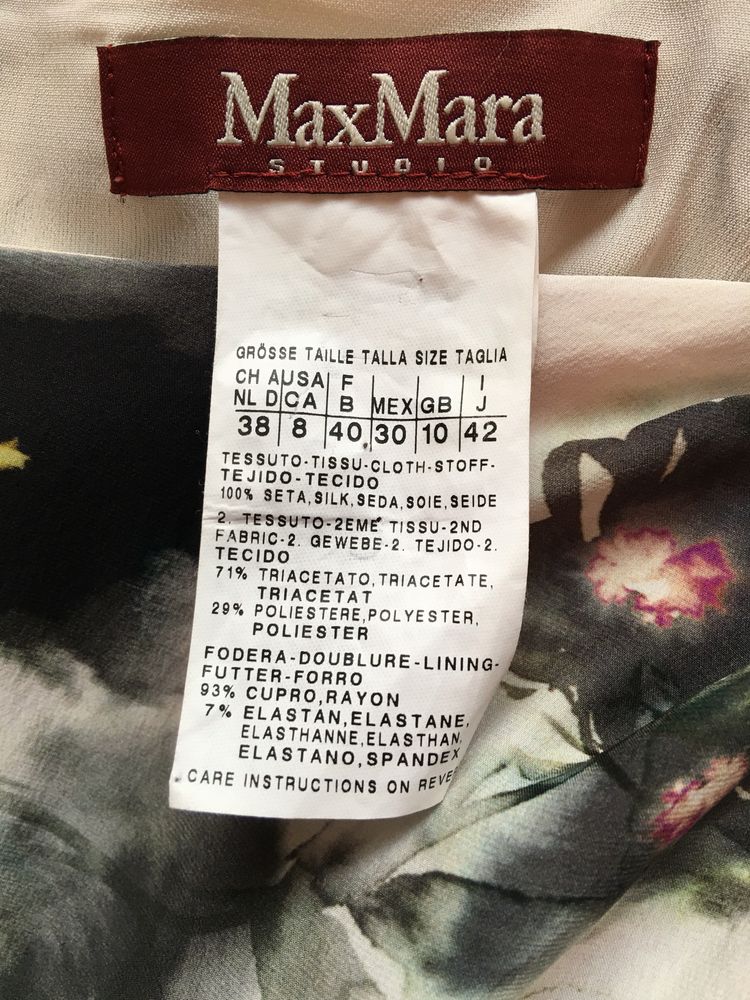 MaxMara
STUDIO
GRÖSSE TAILLE TALLA SIZE TAGLIA
CH A USA F I
NL D CA B MEX GB J
38 8 40 30 10 42
TESSUTO-TISSU-CLOTH-STOFF-
TEJIDO-TECIDO
100% SETA,SILK,SEDA,SOIE,SEIDE
2. TESSUTO-2EME TISSU-2ND
FABRIC-2. GEWEBE-2. TEJIDO-2.
TECIDO
71% TRIACETATO,TRIACETATE,
TRIACETAT
29% POLIESTERE,POLYESTER,
POLIESTER
FODERA-DOUBLURE-LINING-
FUTTER-FORRO
93% CUPRO,RAYON
7% ELASTAN,ELASTANE,
ELASTHANNE,ELASTHAN,
ELASTANO,SPANDEX
CARE INSTRUCTIONS ON